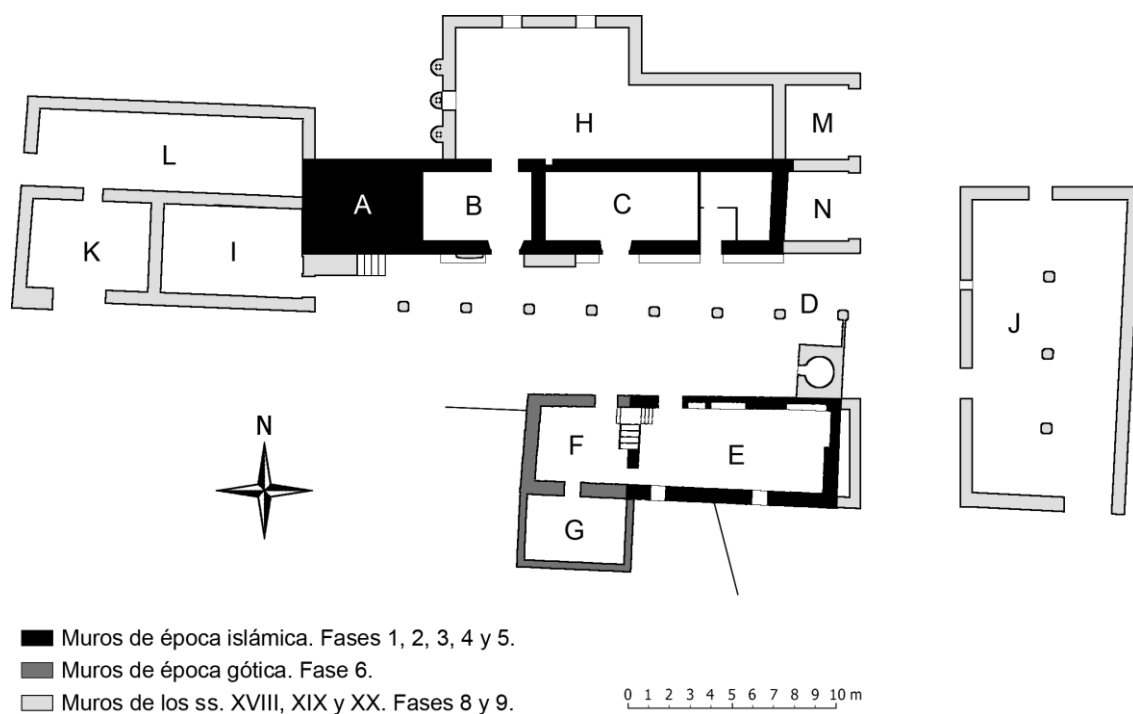 H
M
L
A
B
C
N
K
I
D
J
N
F
E
G
Muros de época islámica. Fases 1, 2, 3, 4 y 5.
Muros de época gótica. Fase 6.
Muros de los ss. XVIII, XIX y XX. Fases 8 y 9.
0 1 2 3 4 5 6 7 8 9 10 m